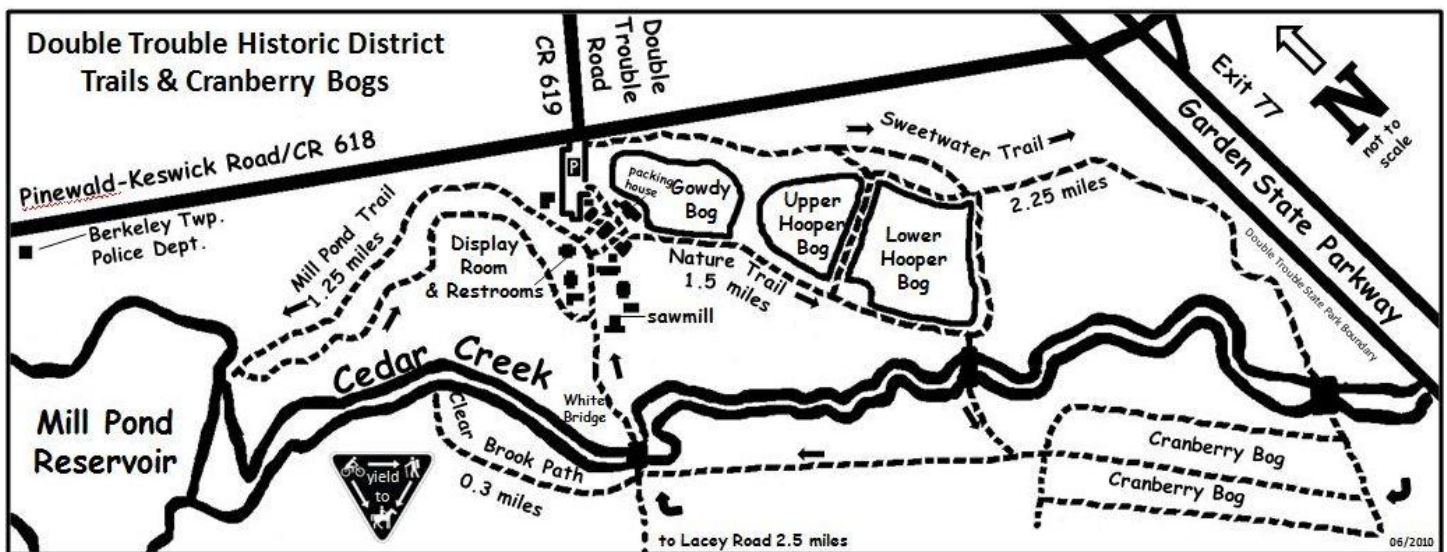 Double Trouble Historic District
Trails & Cranberry Bogs
CR 619
Double
Trouble
Road
Exit 77
N
not to
scale
Garden State Parkway
Double Trouble State Park Boundary
Pinewald-Keswick Road/CR 618
Berkeley Twp.
Police Dept.
P
Sweetwater Trail
2.25 miles
packing
house
Gowdy
Bog
Upper
Hooper
Bog
Lower
Hooper
Bog
Mill Pond Trail
1.25 miles
Display
Room
& Restrooms
Nature Trail
1.5 miles
sawmill
Cedar Creek
White
Bridge
Clear
Brook Path
0.3 miles
Mill Pond
Reservoir
yield
to
Cranberry Bog
Cranberry Bog
to Lacey Road 2.5 miles
06/2010